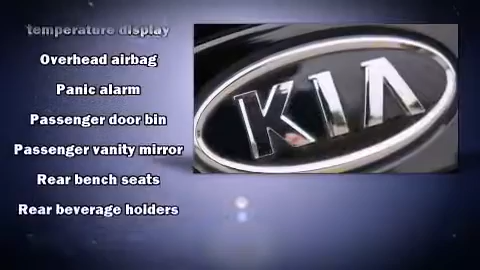 temperature display
Overhead airbag
Panic alarm
Passenger door bin
Passenger vanity mirror
Rear bench seats
Rear beverage holders
KIA